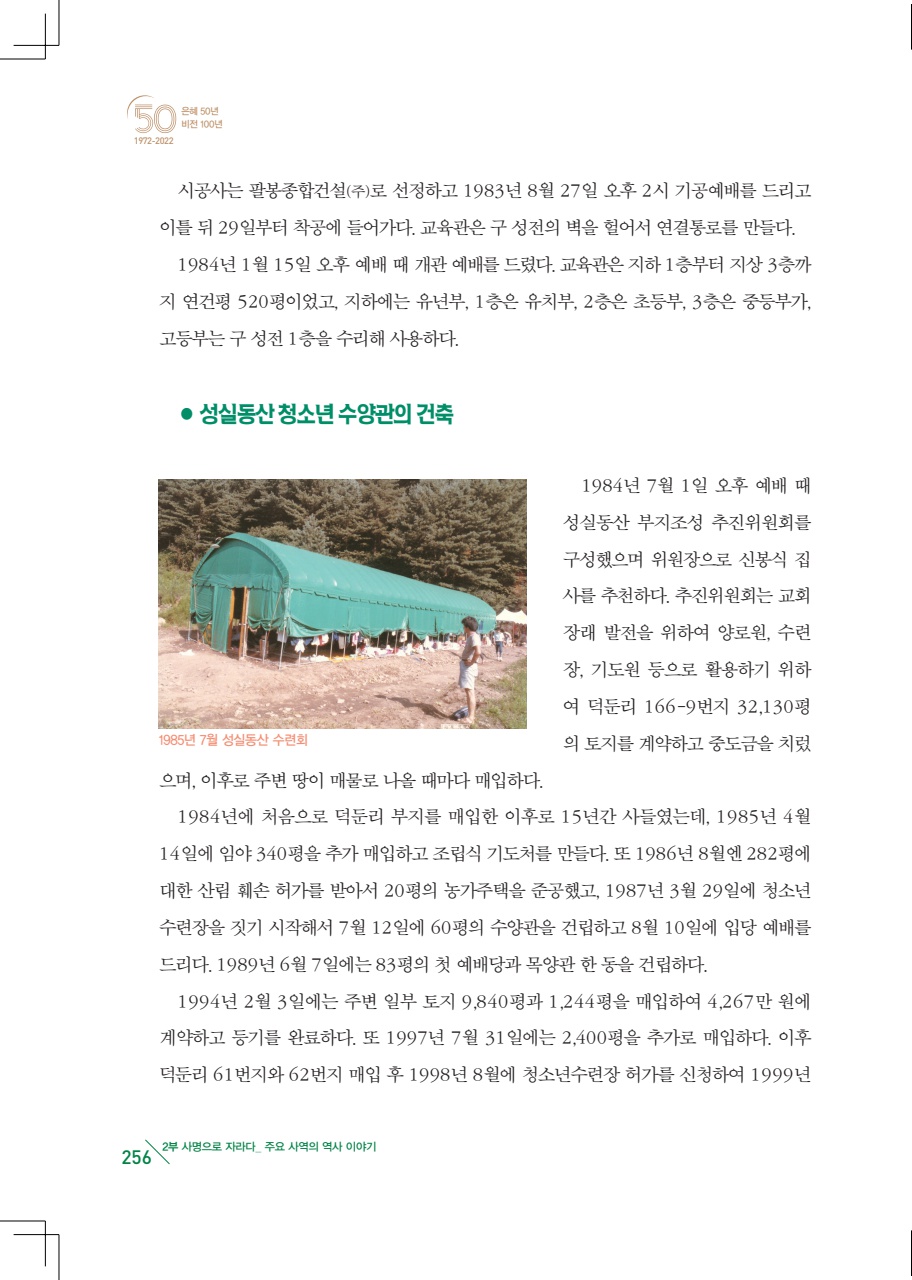 50
은혜 50년
비전 100년
1972-2022
시공사는 팔봉종합건설(주)로 선정하고 1983년 8월 27일 오후 2시 기공예배를 드리고
이틀 뒤 29일부터 착공에 들어가다. 교육관은 구 성전의 벽을 헐어서 연결통로를 만들다.
1984년 1월 15일 오후 예배 때 개관 예배를 드렸다. 교육관은 지하 1층부터 지상 3층까
지 연건평 520평이었고, 지하에는 유년부, 1층은 유치부, 2층은 초등부, 3층은 중등부가,
고등부는 구 성전 1층을 수리해 사용하다.
● 성실동산 청소년 수양관의 건축
1984년 7월 1일 오후 예배 때
성실동산 부지조성 추진위원회를
구성했으며 위원장으로 신봉식 집
사를 추천하다. 추진위원회는 교회
장래 발전을 위하여 양로원, 수련
장, 기도원 등으로 활용하기 위하
여 덕둔리 166-9번지 32,130평
의 토지를 계약하고 중도금을 치렀
1985년 7월 성실동산 수련회
으며, 이후로 주변 땅이 매물로 나올 때마다 매입하다.
1984년에 처음으로 덕둔리 부지를 매입한 이후로 15년간 사들였는데, 1985년 4월
14일에 임야 340평을 추가 매입하고 조립식 기도처를 만들다. 또 1986년 8월엔 282평에
대한 산림 훼손 허가를 받아서 20평의 농가주택을 준공했고, 1987년 3월 29일에 청소년
수련장을 짓기 시작해서 7월 12일에 60평의 수양관을 건립하고 8월 10일에 입당 예배를
드리다. 1989년 6월 7일에는 83평의 첫 예배당과 목양관 한 동을 건립하다.
1994년 2월 3일에는 주변 일부 토지 9,840평과 1,244평을 매입하여 4,267만 원에
계약하고 등기를 완료하다. 또 1997년 7월 31일에는 2,400평을 추가로 매입하다. 이후
덕둔리 61번지와 62번지 매입 후 1998년 8월에 청소년수련장 허가를 신청하여 1999년
256 2부 사명으로 자라다_ 주요 사역의 역사 이야기